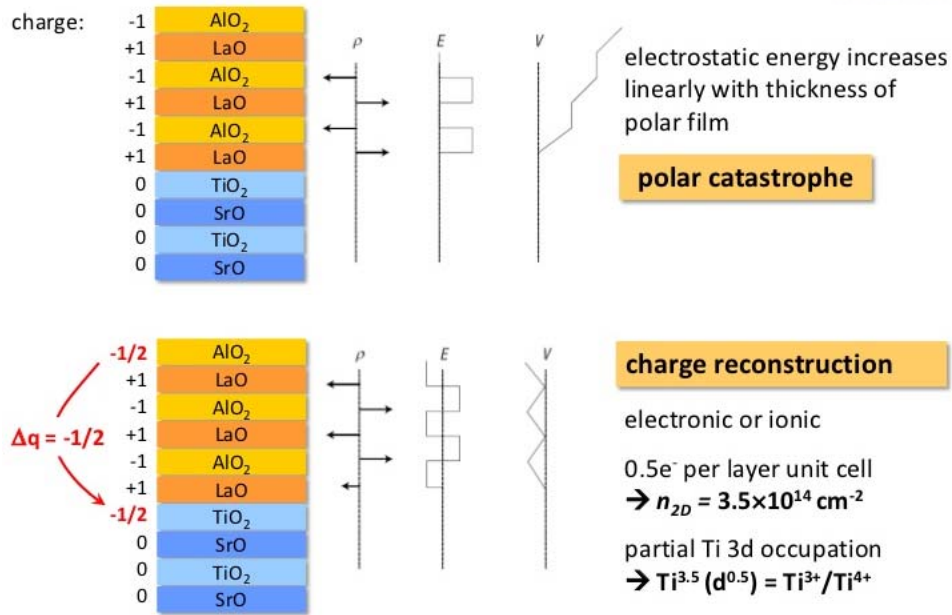 charge:
-1 AlO₂
+1 LaO
-1 AlO₂
+1 LaO
-1 AlO₂
+1 LaO
0 TiO₂
0 SrO
0 TiO₂
0 SrO
ρ E V
electrostatic energy increases
linearly with thickness of
polar film
polar catastrophe
-1/2 AlO₂
+1 LaO
-1 AlO₂
+1 LaO
-1 AlO₂
+1 LaO
-1/2 TiO₂
0 SrO
0 TiO₂
0 SrO
Δq = -1/2
ρ E V
charge reconstruction
electronic or ionic
0.5e⁻ per layer unit cell
→ n2D = 3.5×10¹⁴ cm⁻²
partial Ti 3d occupation
→ Ti³·⁵ (d⁰·⁵) = Ti³⁺/Ti⁴⁺